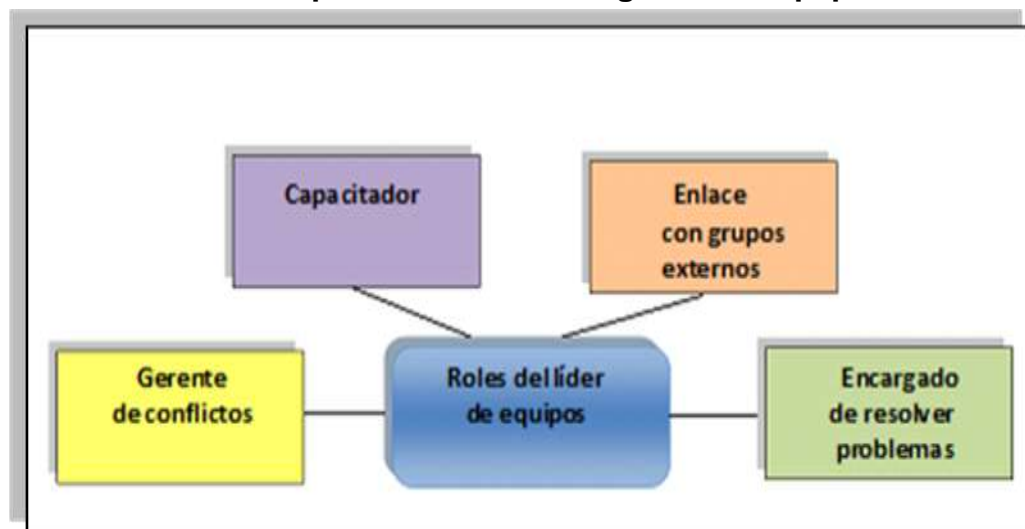 Capacitador
Enlace
con grupos
externos
Gerente
de conflictos
Roles del líder
de equipos
Encargado
de resolver
problemas